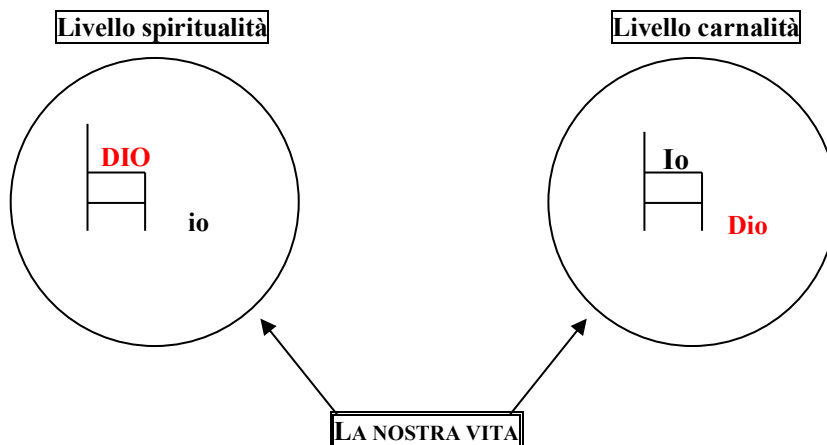 Livello spiritualità
Livello carnalità
DIO
io
Io
Dio
LA NOSTRA VITA